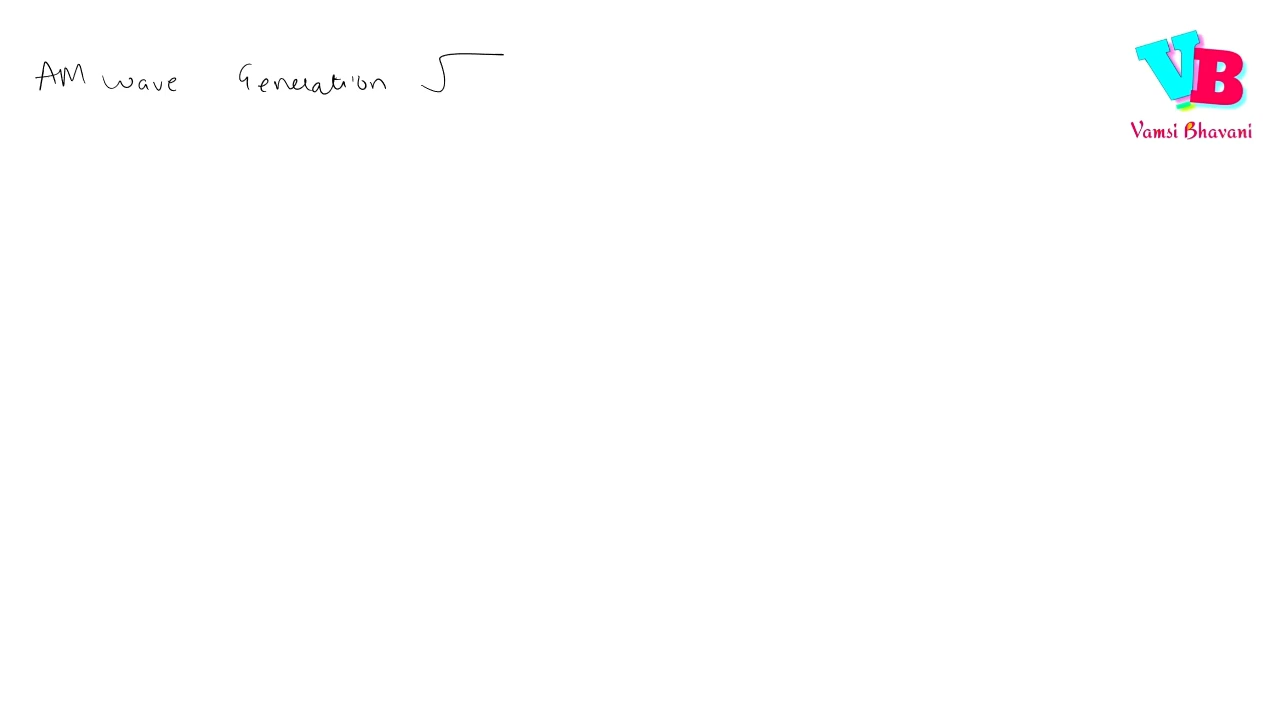 AM wave Generation √
VB
Vamsi Bhavani